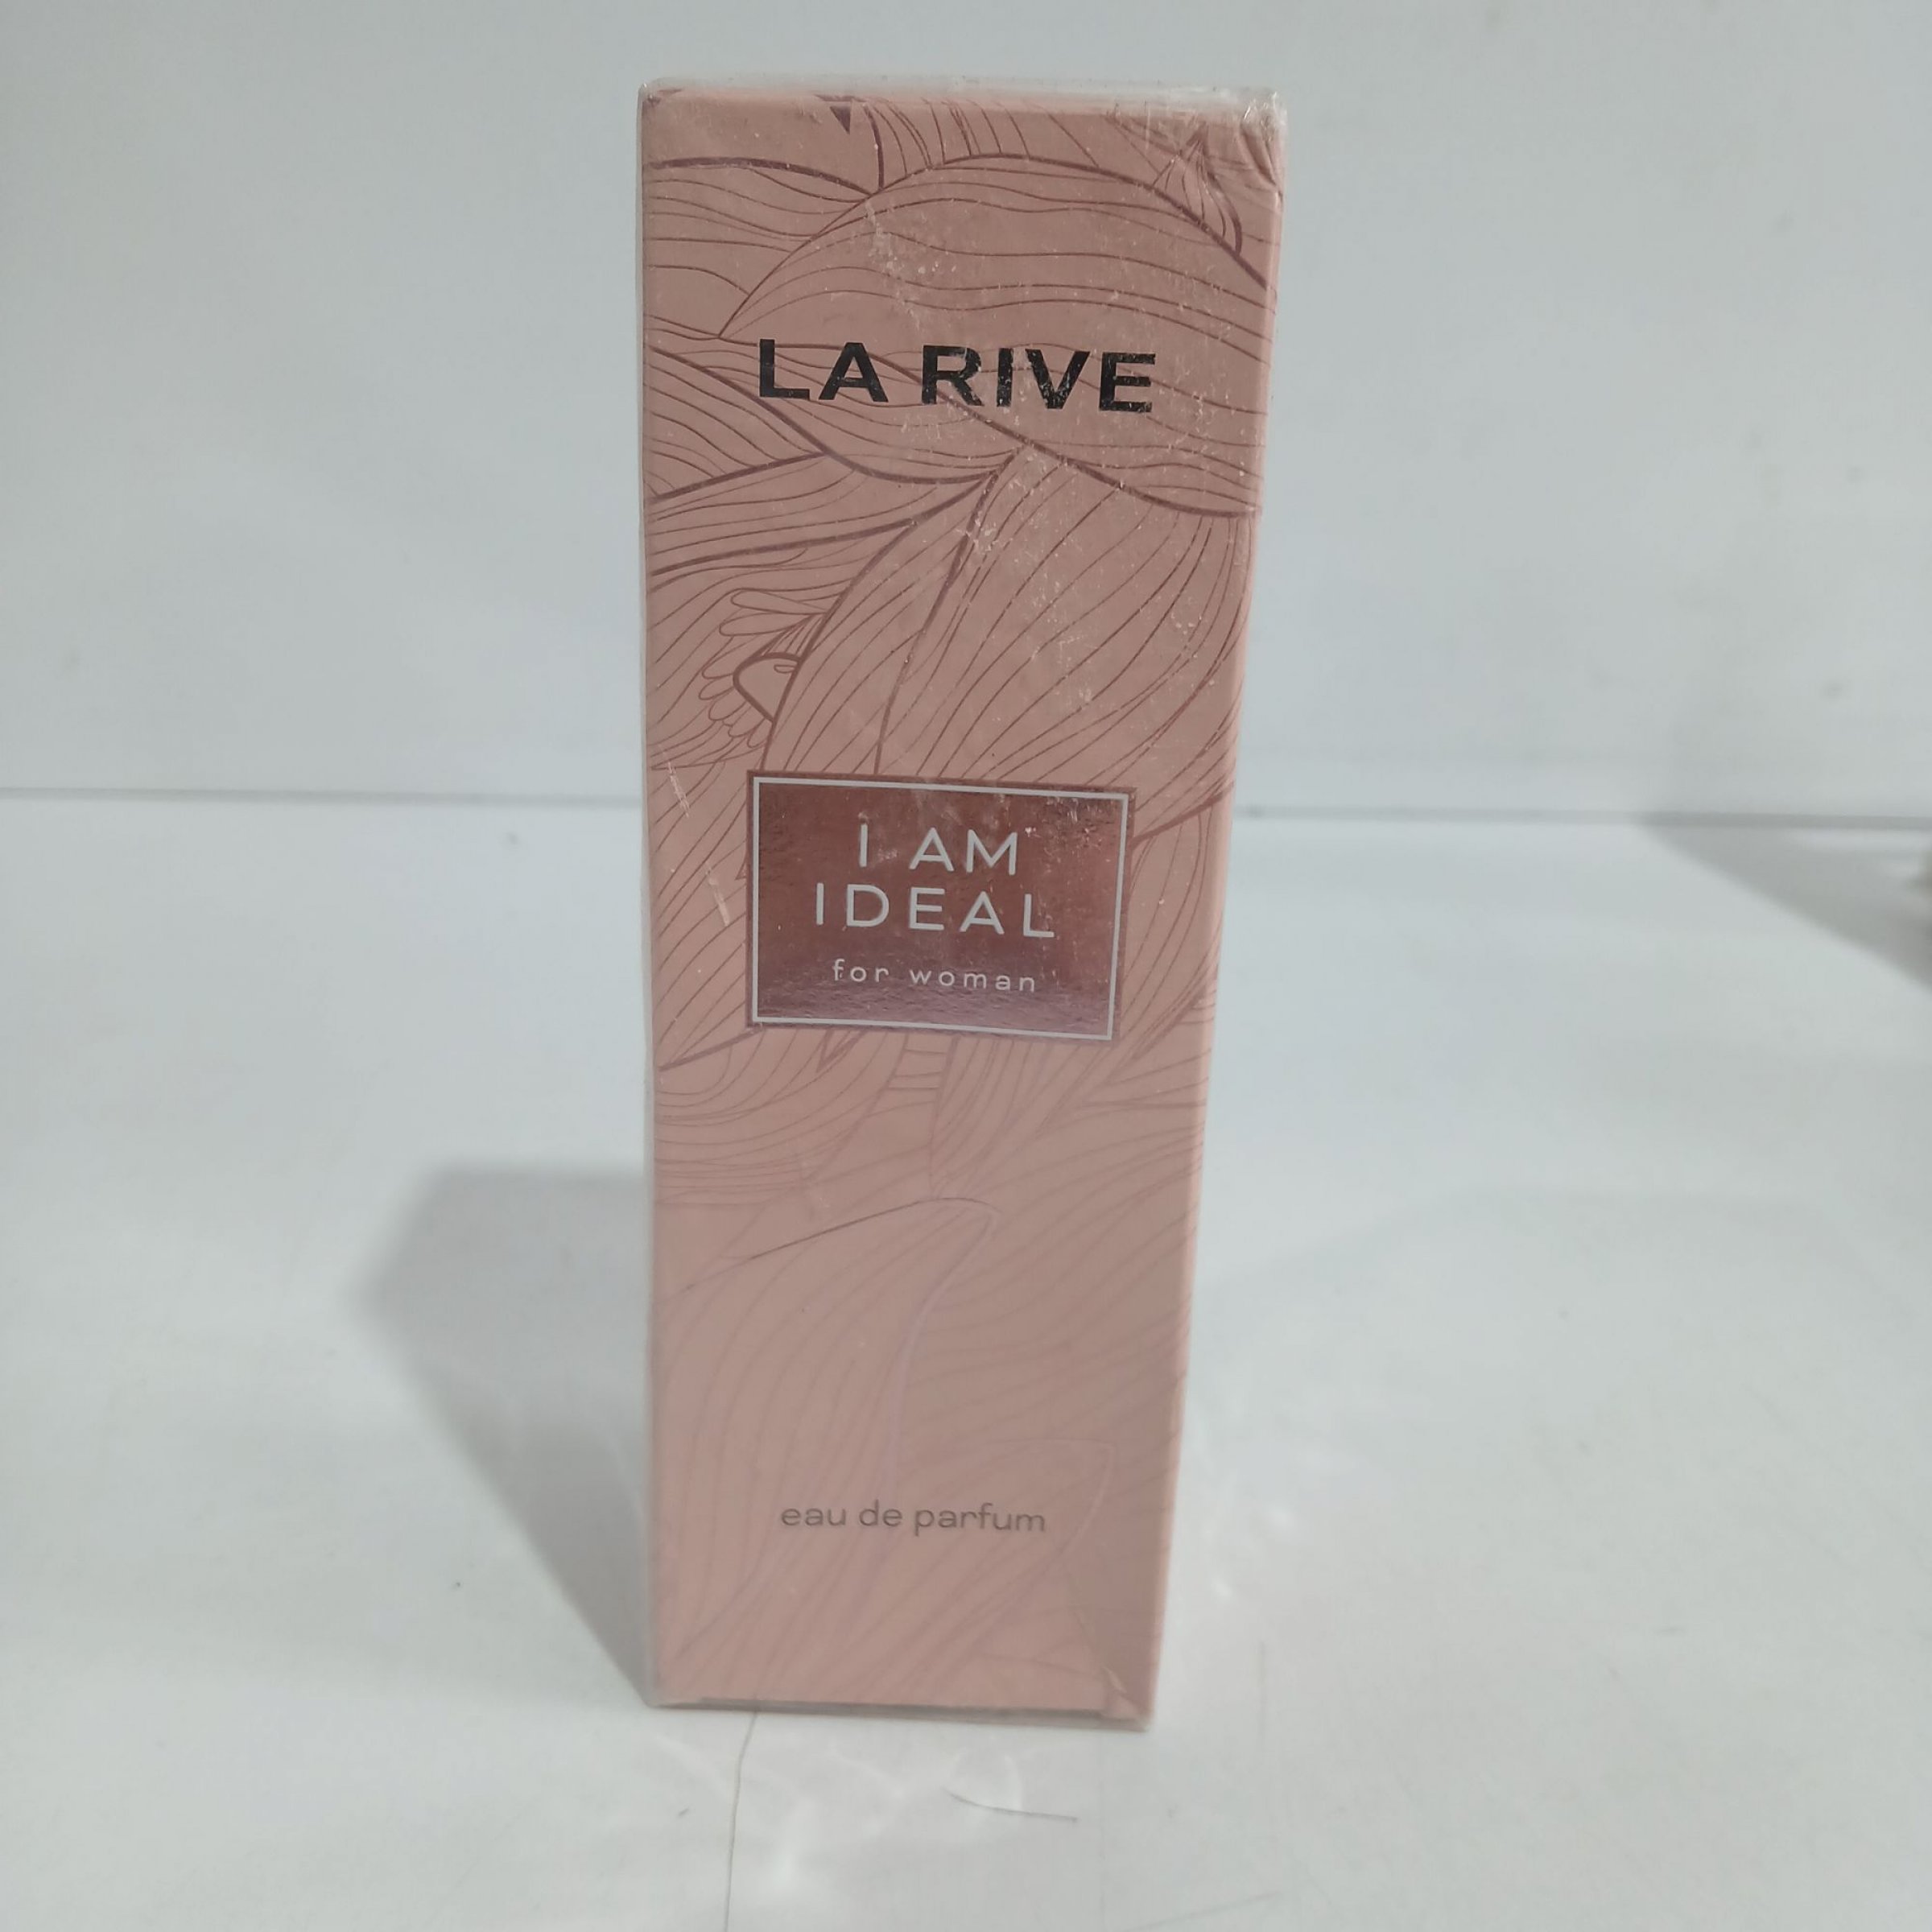 LA RIVE
I AM
IDEAL
for woman
eau de parfum